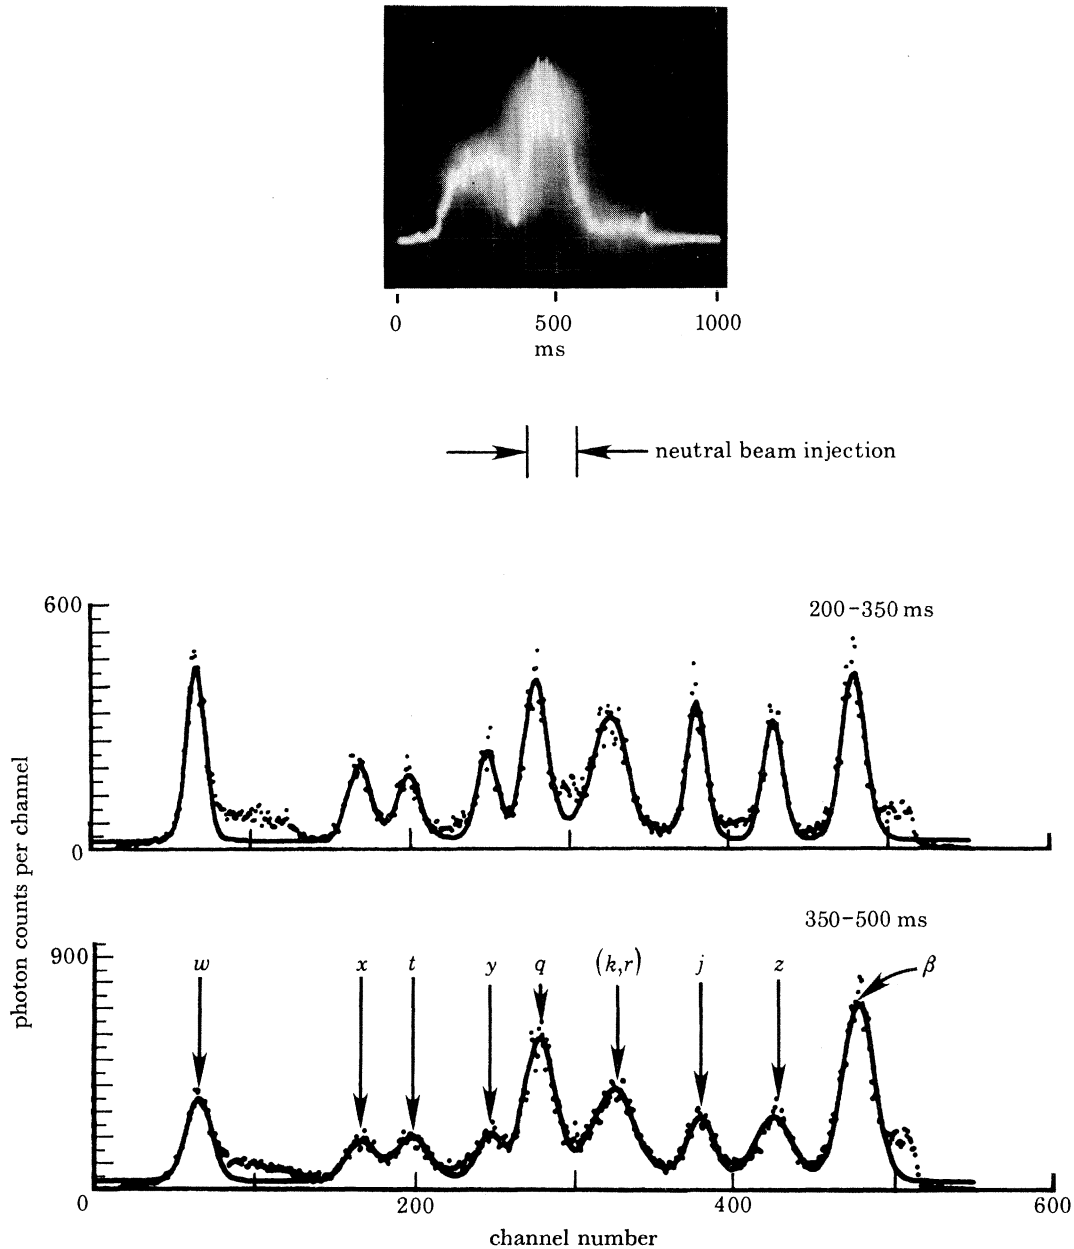 0 500 1000
ms
neutral beam injection
600 200-350 ms
0
photon counts per channel
350-500 ms
900 w x t y q (k,r) j z β
0
0 200 400 600
channel number